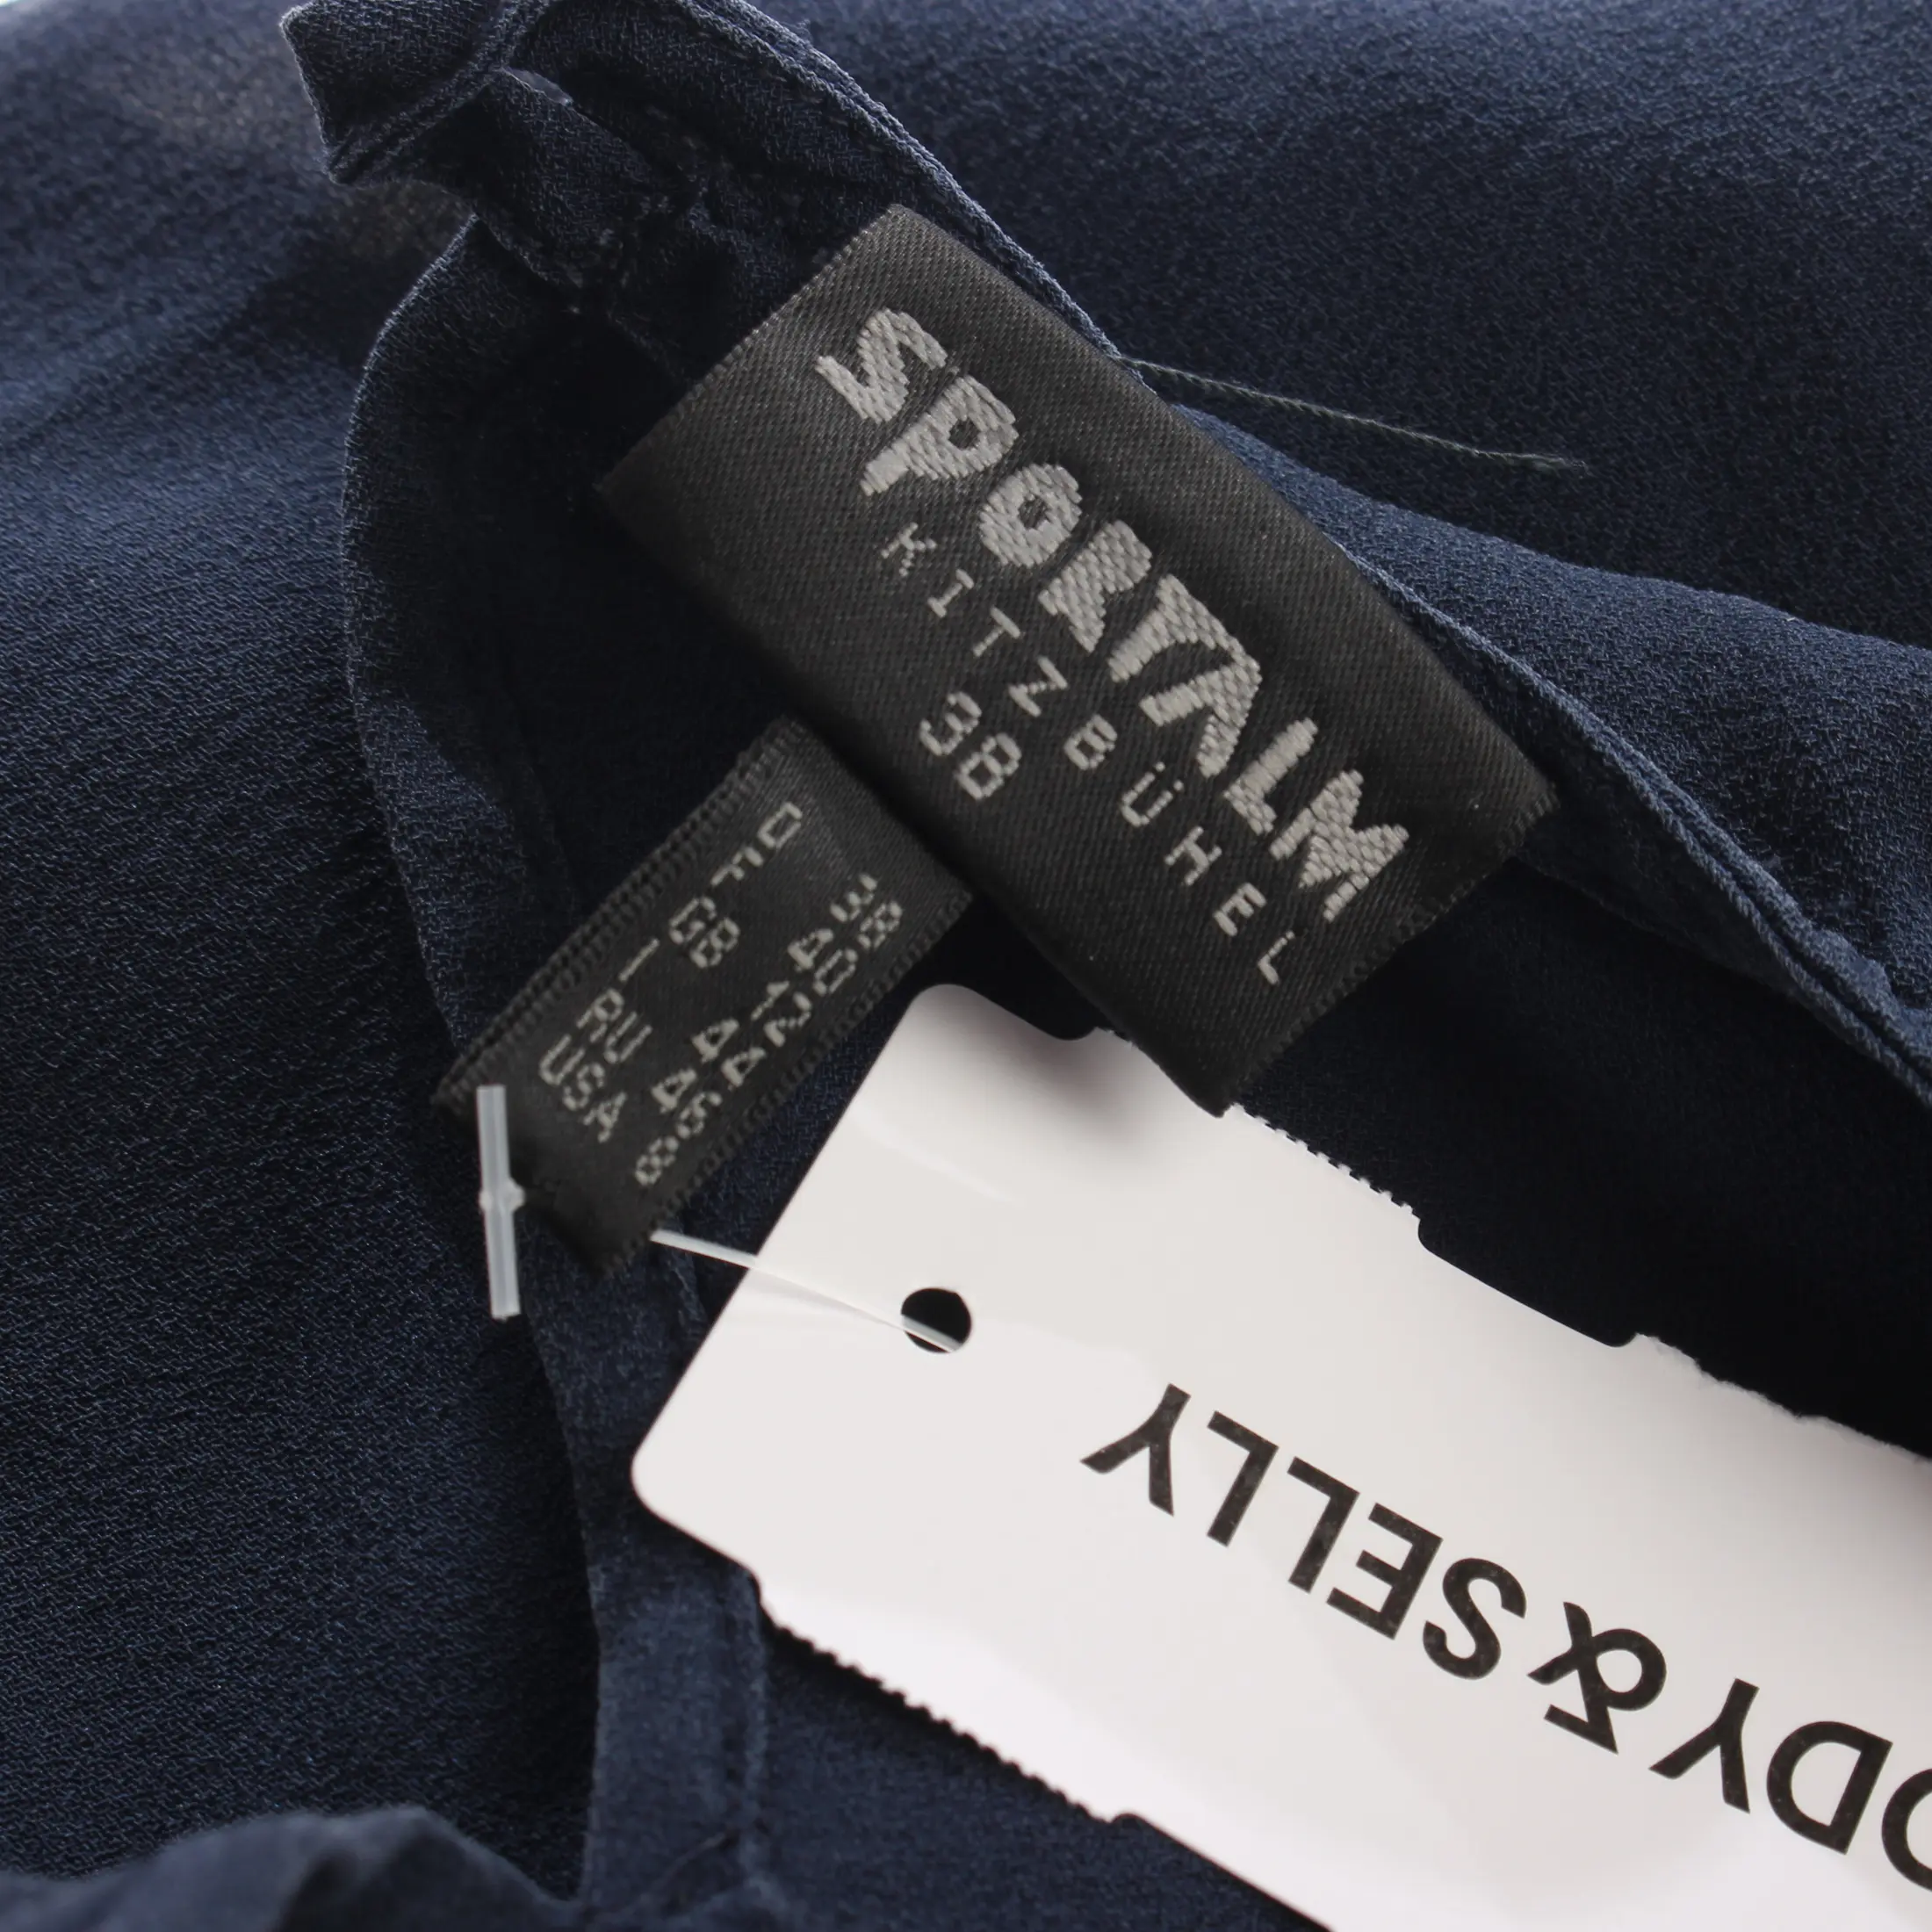 SPORTALM
KITZBÜHEL
38
D 38
F 40
GB 12
I 44
RU 46
USA 8
ODY & SELLY